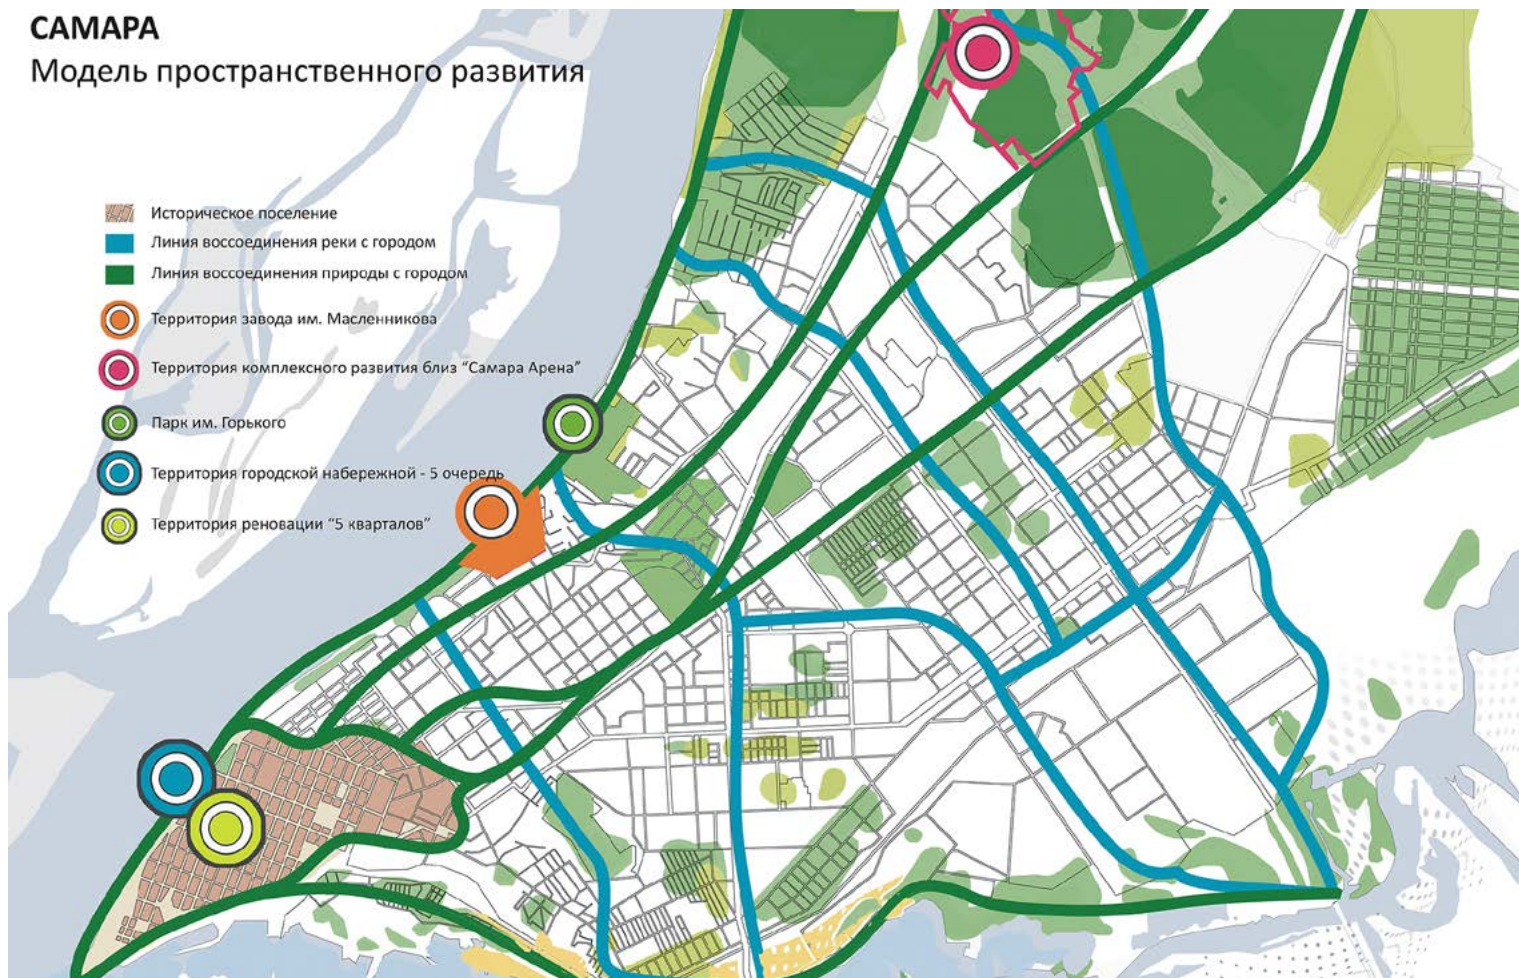 САМАРА
Модель пространственного развития
Историческое поселение
Линия воссоединения реки с городом
Линия воссоединения природы с городом
Территория завода им. Масленникова
Территория комплексного развития близ "Самара Арена"
Парк им. Горького
Территория городской набережной - 5 очередь
Территория реновации "5 кварталов"